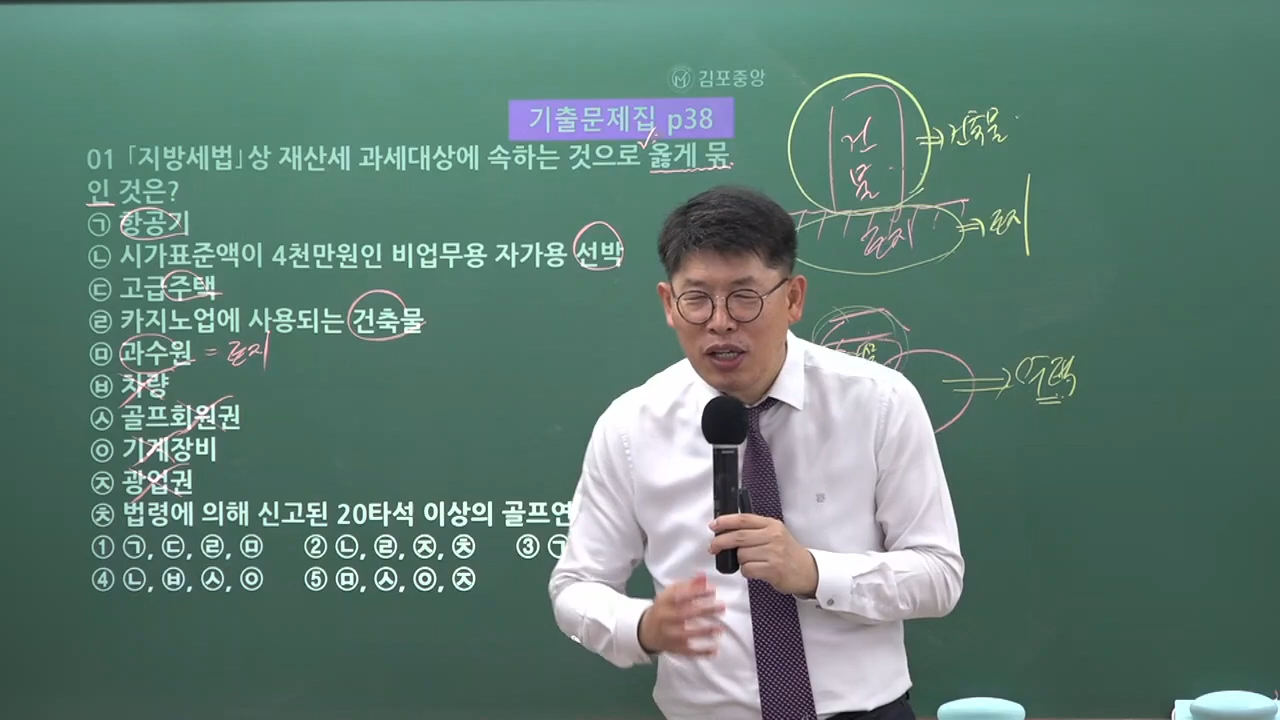 김포중앙
기출문제집 p38
01 「지방세법」상 재산세 과세대상에 속하는 것으로 옳게 묶
인 것은?
㉠ 항공기
㉡ 시가표준액이 4천만원인 비업무용 자가용 선박
㉢ 고급주택
㉣ 카지노업에 사용되는 건축물
㉤ 과수원 = 토지
㉥ 차량
㉦ 골프회원권
㉧ 기계장비
㉨ 광업권
㉩ 법령에 의해 신고된 20타석 이상의 골프연
① ㉠, ㉢, ㉣, ㉤ ② ㉡, ㉣, ㉨, ㉩ ③ ㉠
④ ㉡, ㉥, ㉦, ㉧ ⑤ ㉤, ㉦, ㉧, ㉨
건물
⇒ 건축물
토지
⇒ 토지
⇒ 주택